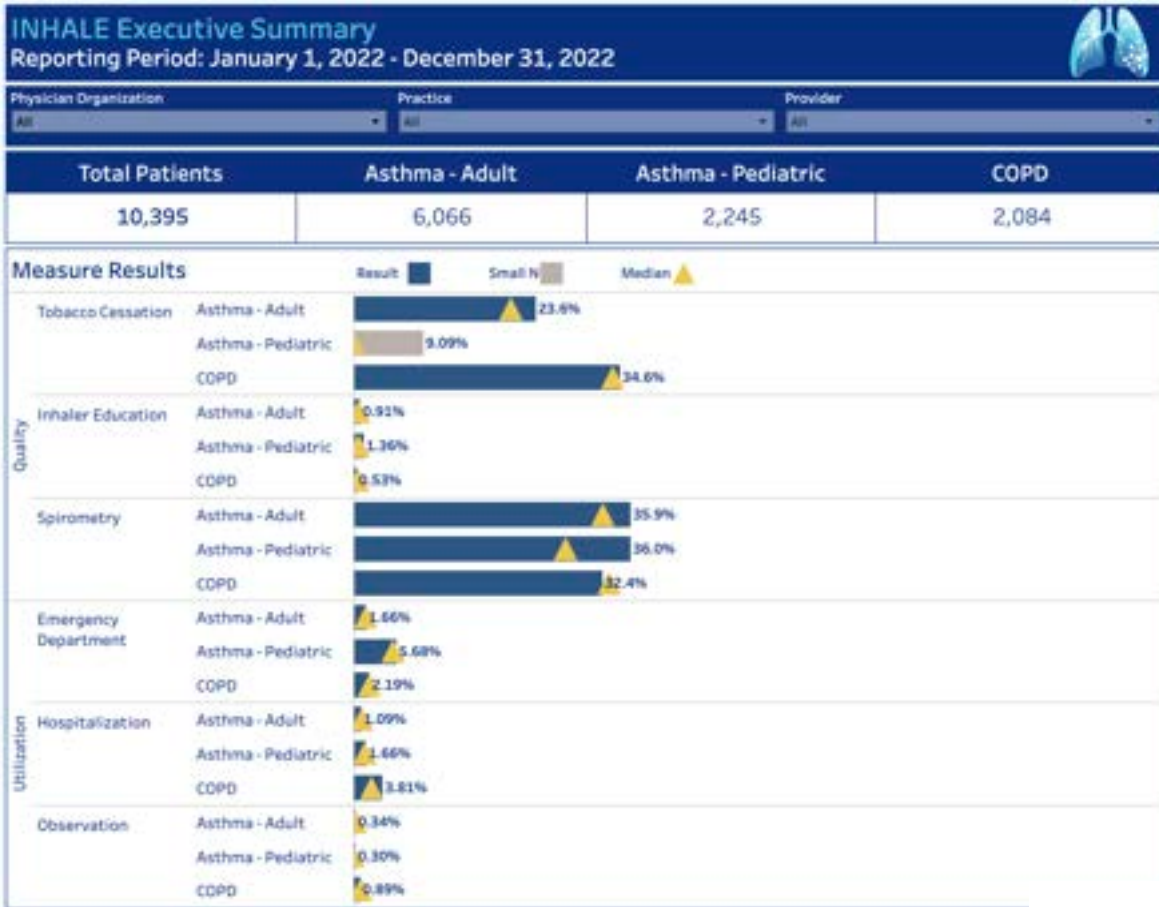 INHALE Executive Summary
Reporting Period: January 1, 2022 - December 31, 2022
Physician Organization Practice Provider
All All All
Total Patients Asthma - Adult Asthma - Pediatric COPD
10,395 6,066 2,245 2,084
Measure Results Result Small N Median
Quality
Tobacco Cessation Asthma - Adult 23.6%
Asthma - Pediatric 9.09%
COPD 34.6%
Inhaler Education Asthma - Adult 0.91%
Asthma - Pediatric 1.36%
COPD 0.53%
Spirometry Asthma - Adult 35.9%
Asthma - Pediatric 36.0%
COPD 32.4%
Utilization
Emergency Asthma - Adult 1.66%
Department
Asthma - Pediatric 5.68%
COPD 2.19%
Hospitalization Asthma - Adult 1.09%
Asthma - Pediatric 1.66%
COPD 3.81%
Observation Asthma - Adult 0.34%
Asthma - Pediatric 0.30%
COPD 0.89%